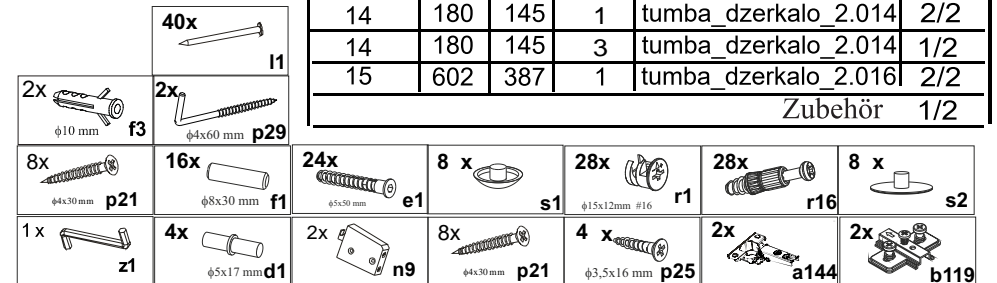 14 180 145 1 tumba_dzerkalo_2.014 2/2
14 180 145 3 tumba_dzerkalo_2.014 1/2
15 602 387 1 tumba_dzerkalo_2.016 2/2
Zubehör 1/2
40x
l1
2x
ϕ10 mm f3
2x
ϕ4x60 mm p29
8x
ϕ4x30 mm p21
16x
ϕ8x30 mm f1
24x
ϕ5x50 mm e1
8 x
s1
28x
ϕ15x12mm #16 r1
28x
r16
8 x
s2
1 x
z1
4x
ϕ5x17 mm d1
2x
n9
8x
ϕ4x30 mm p21
4 x
ϕ3,5x16 mm p25
2x
a144
2x
b119